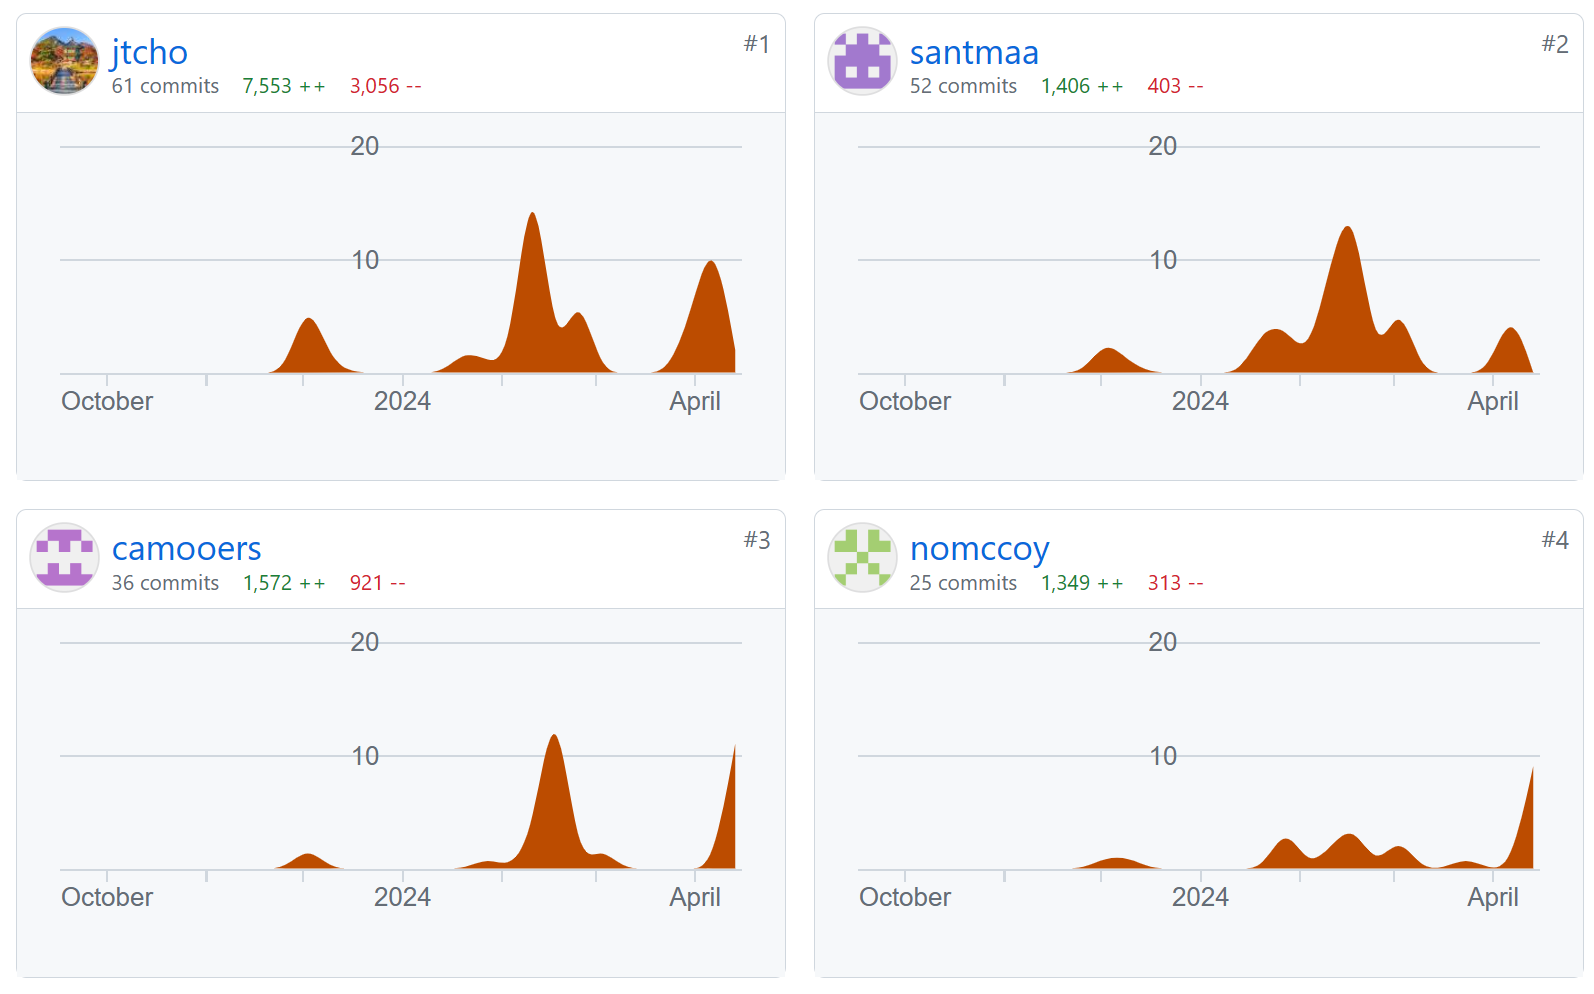 jtcho #1
61 commits 7,553 ++ 3,056 --
20
10
October 2024 April
santmaa #2
52 commits 1,406 ++ 403 --
20
10
October 2024 April
camooers #3
36 commits 1,572 ++ 921 --
20
10
October 2024 April
nomccoy #4
25 commits 1,349 ++ 313 --
20
10
October 2024 April